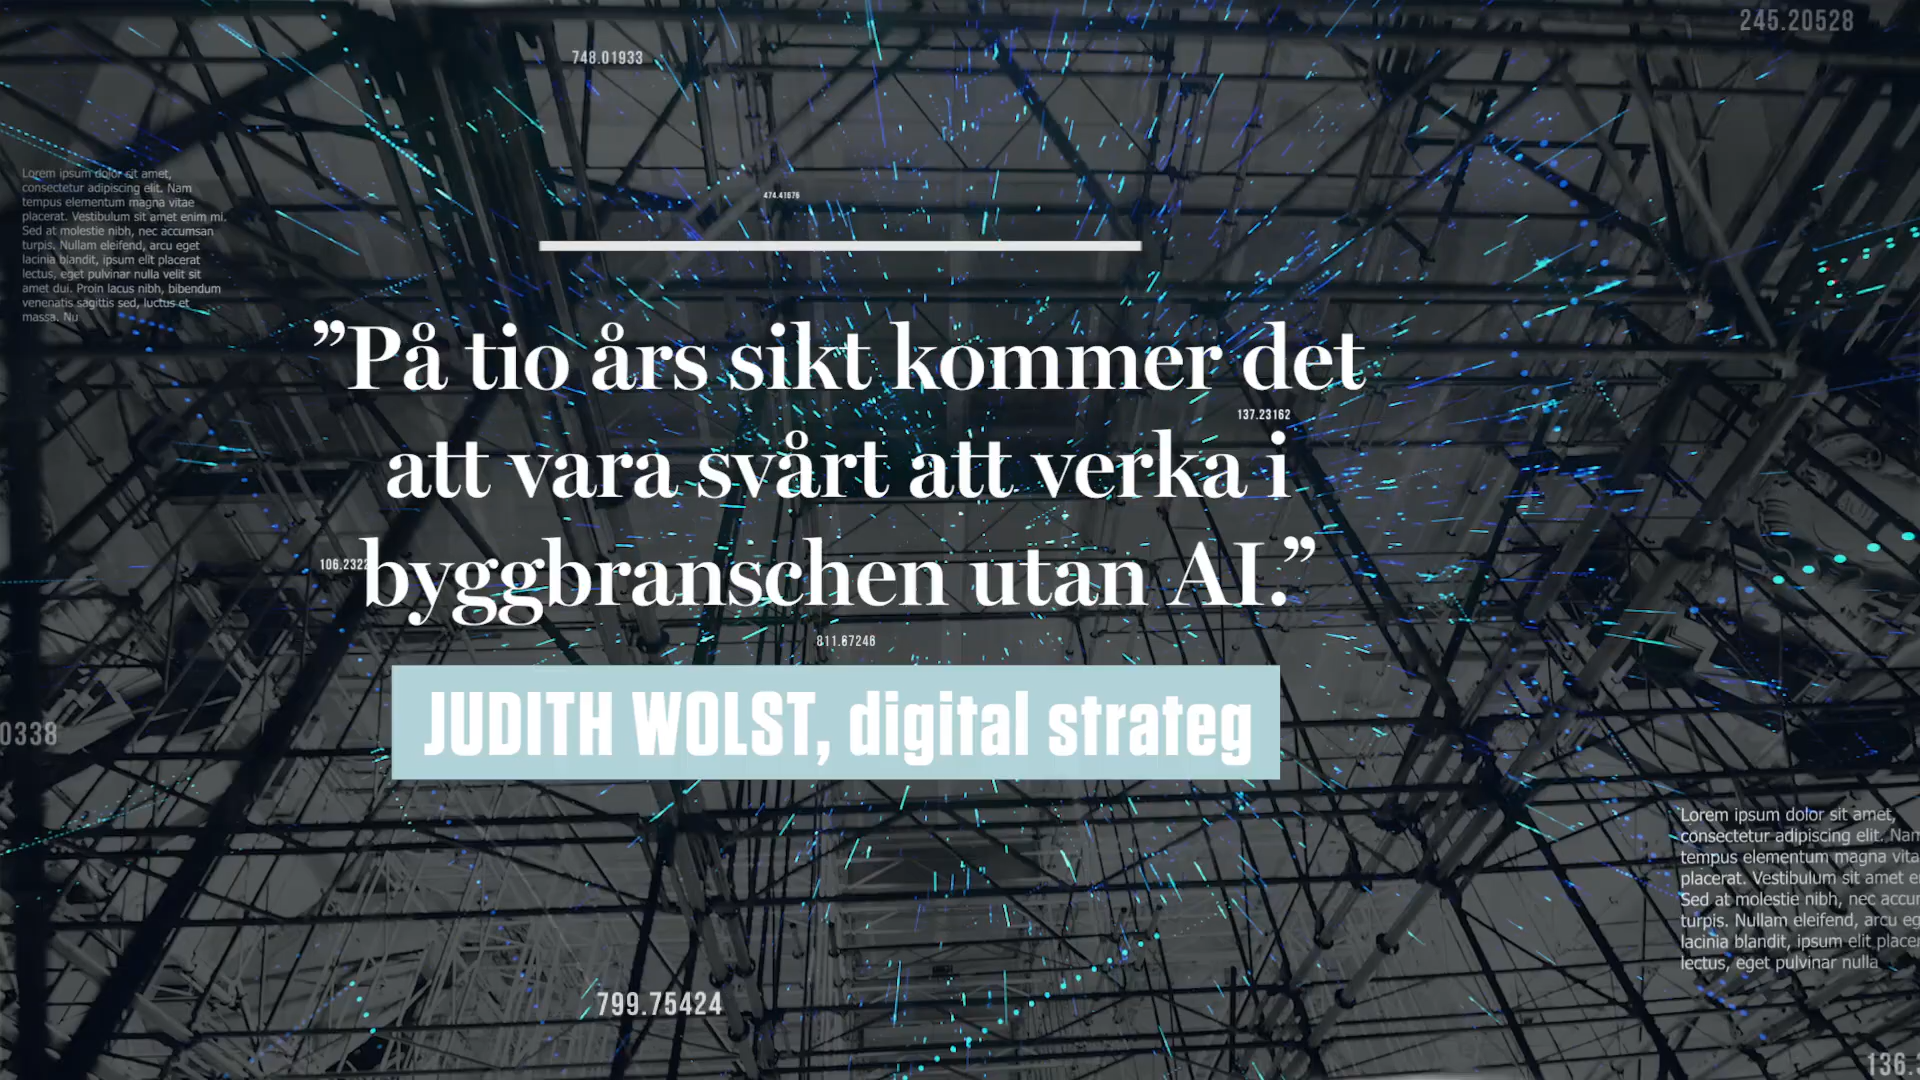 245.20528
748.01933
Lorem ipsum dolor sit amet,
consectetur adipiscing elit. Nam
tempus elementum magna vitae
placerat. Vestibulum sit amet enim mi.
Sed at molestie nibh, nec accumsan
turpis. Nullam eleifend, arcu eget
lacinia blandit, ipsum elit placerat
lectus, eget pulvinar nulla velit sit
amet dui. Proin lacus nibh, bibendum
venenatis sagittis sed, luctus et
massa. Nu
474.41676
”På tio års sikt kommer det
137.23162
att vara svårt att verka i
byggbranschen utan AI.”
106.2322
811.67246
JUDITH WOLST, digital strateg
0338
Lorem ipsum dolor sit amet,
consectetur adipiscing elit. Nam
tempus elementum magna vita
placerat. Vestibulum sit amet e
Sed at molestie nibh, nec accu
turpis. Nullam eleifend, arcu eg
lacinia blandit, ipsum elit placer
lectus, eget pulvinar nulla
799.75424
136.